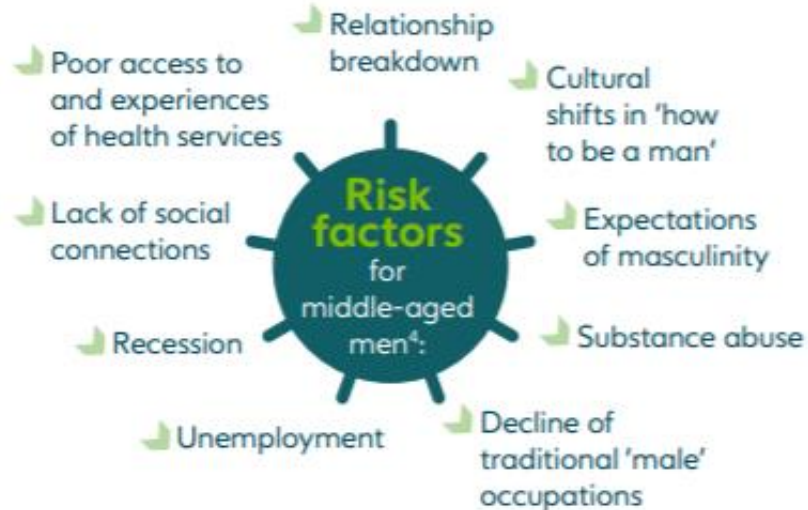 Risk
factors
for
middle-aged
men⁴:
Relationship
breakdown
Cultural
shifts in 'how
to be a man'
Expectations
of masculinity
Substance abuse
Decline of
traditional 'male'
occupations
Unemployment
Recession
Lack of social
connections
Poor access to
and experiences
of health services